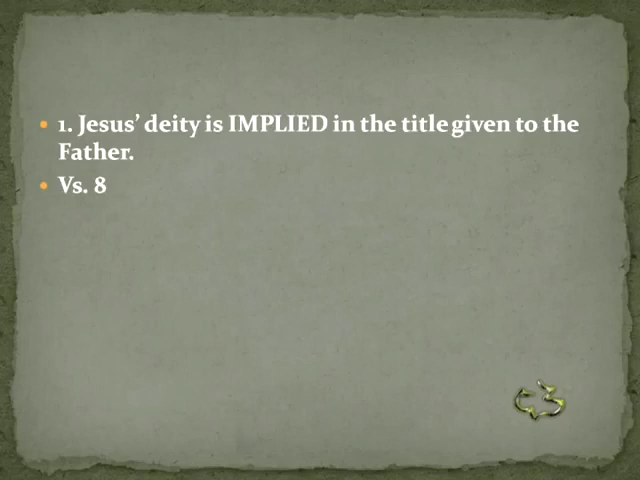 • 1. Jesus’ deity is IMPLIED in the title given to the
Father.
• Vs. 8